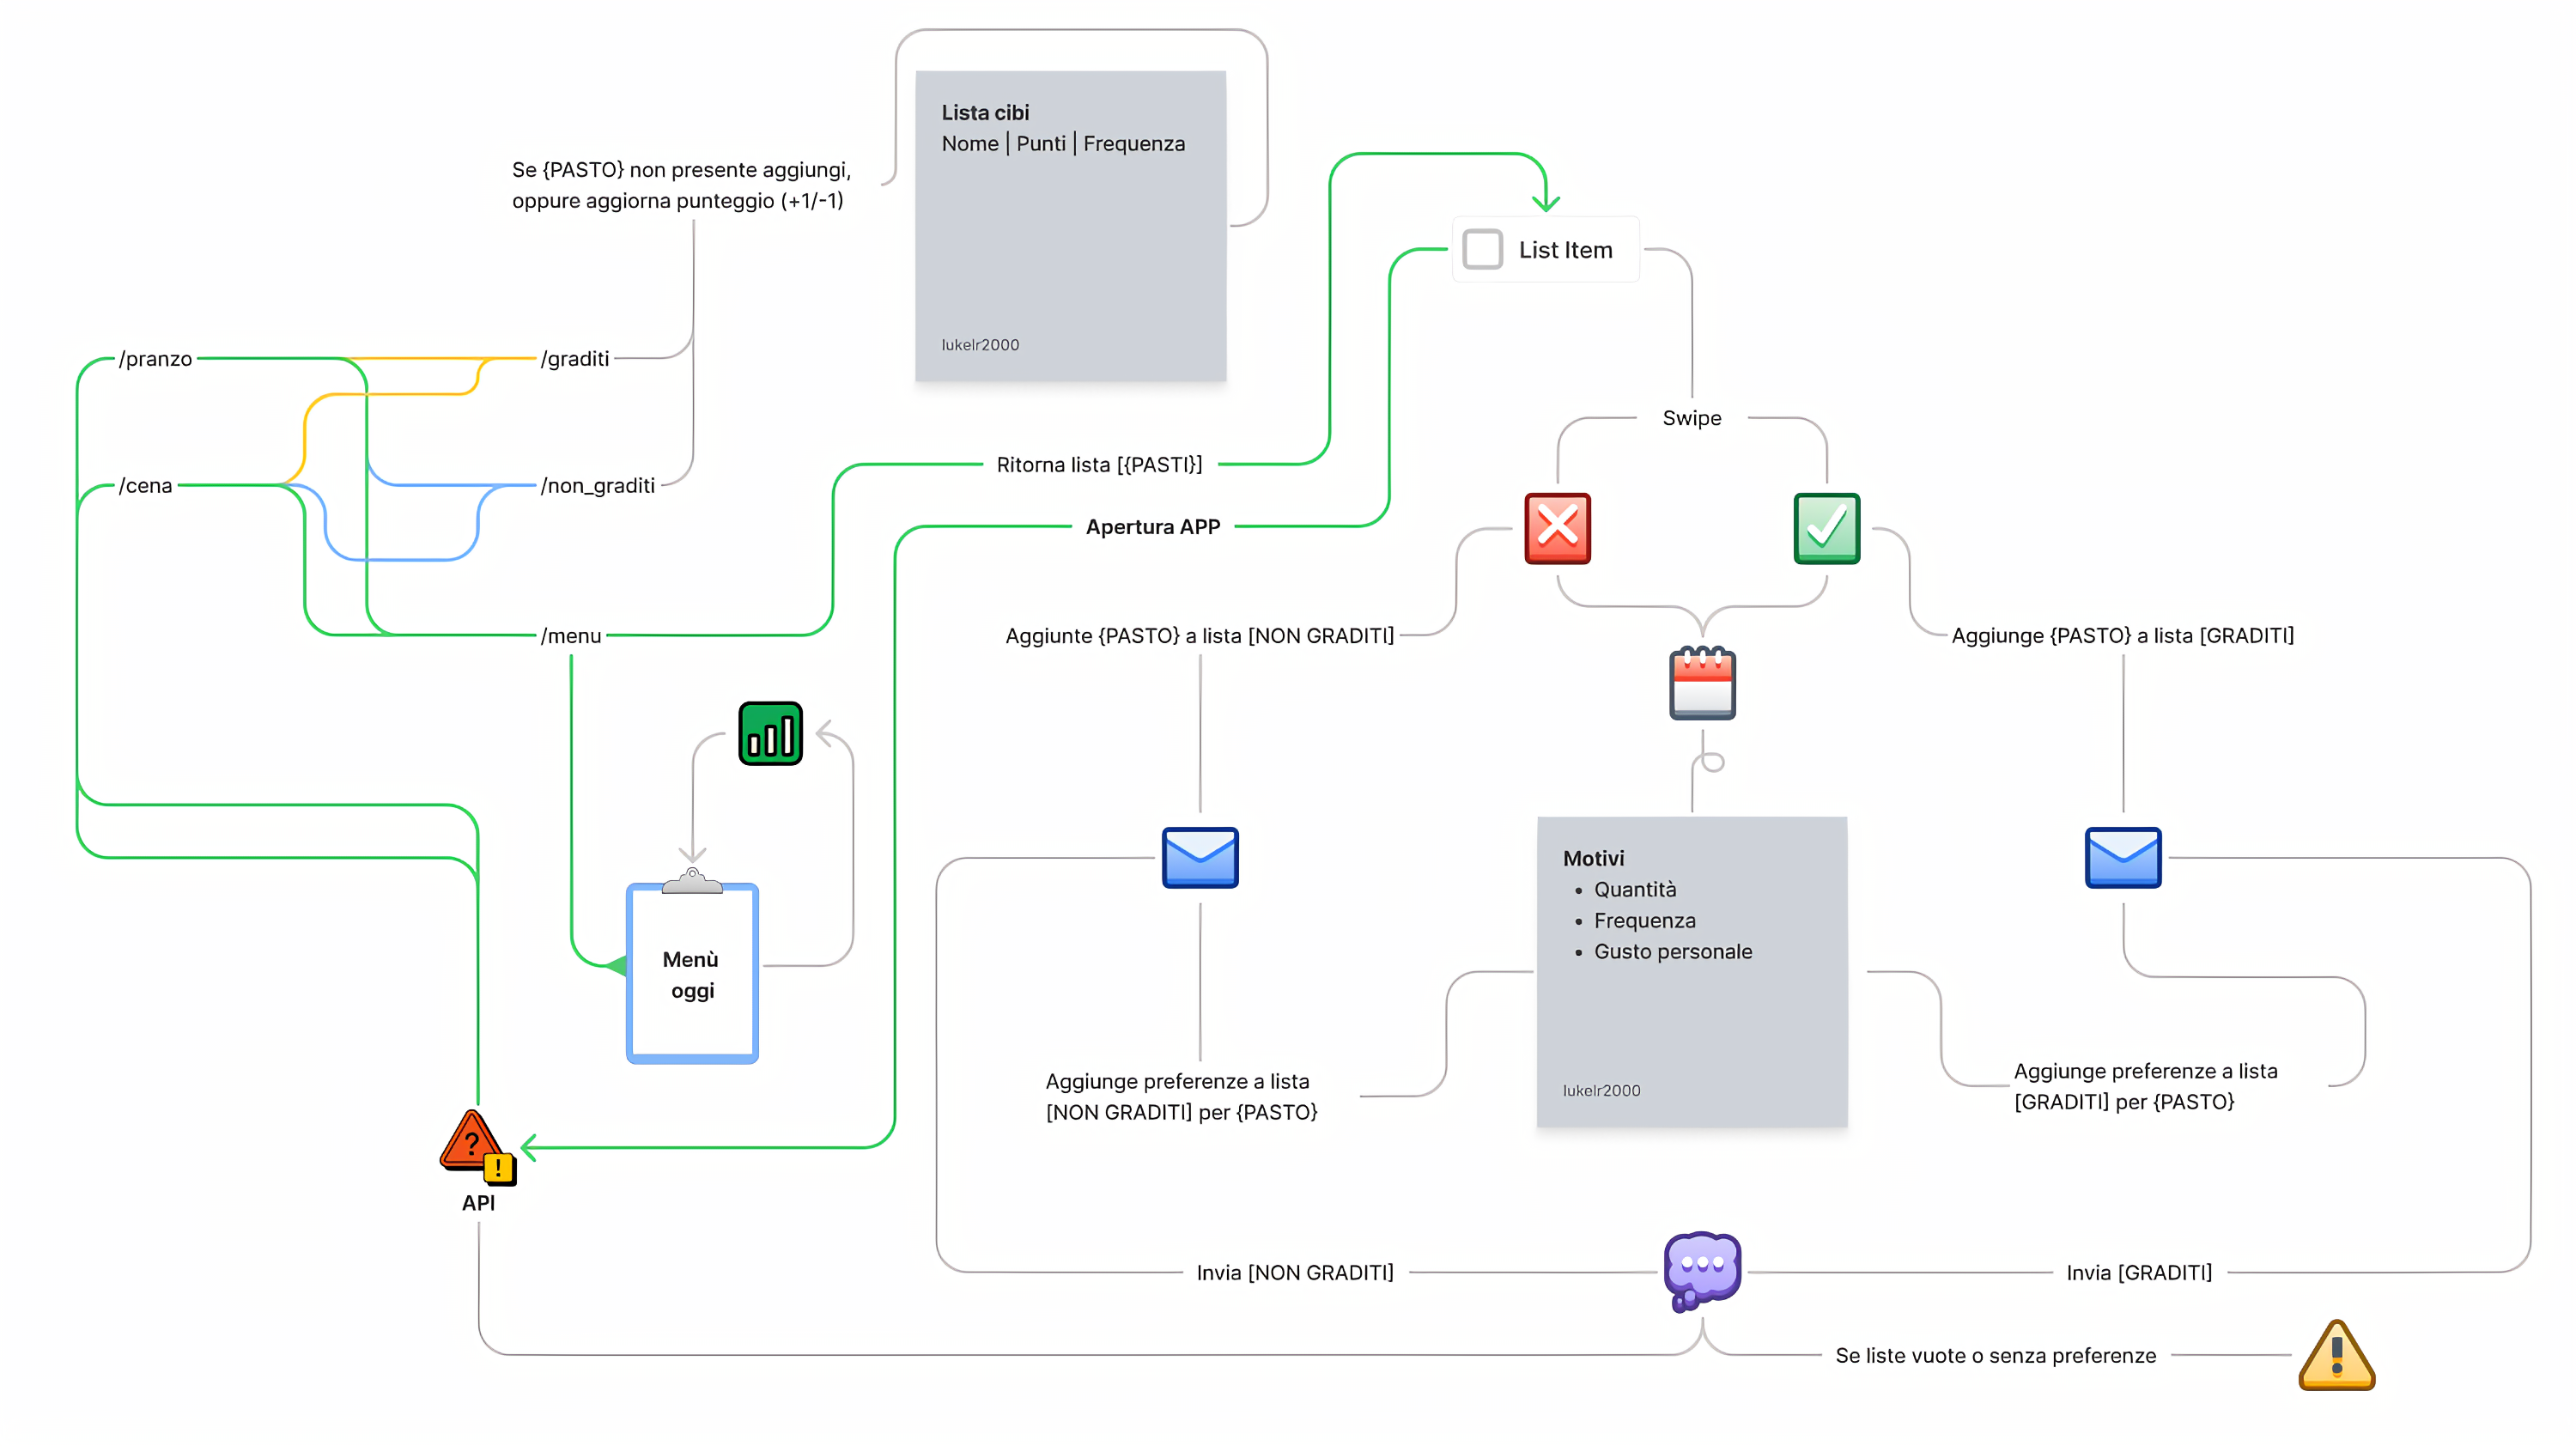 Lista cibi
Nome | Punti | Frequenza
lukelr2000
Se {PASTO} non presente aggiungi,
oppure aggiorna punteggio (+1/-1)
List Item
/pranzo
/graditi
Swipe
Ritorna lista [{PASTI}]
/cena
/non_graditi
Apertura APP
/menu
Aggiunte {PASTO} a lista [NON GRADITI]
Aggiunge {PASTO} a lista [GRADITI]
Motivi
• Quantità
• Frequenza
• Gusto personale
lukelr2000
Menù
oggi
Aggiunge preferenze a lista
[NON GRADITI] per {PASTO}
Aggiunge preferenze a lista
[GRADITI] per {PASTO}
?
!
API
Invia [NON GRADITI]
Invia [GRADITI]
Se liste vuote o senza preferenze
!